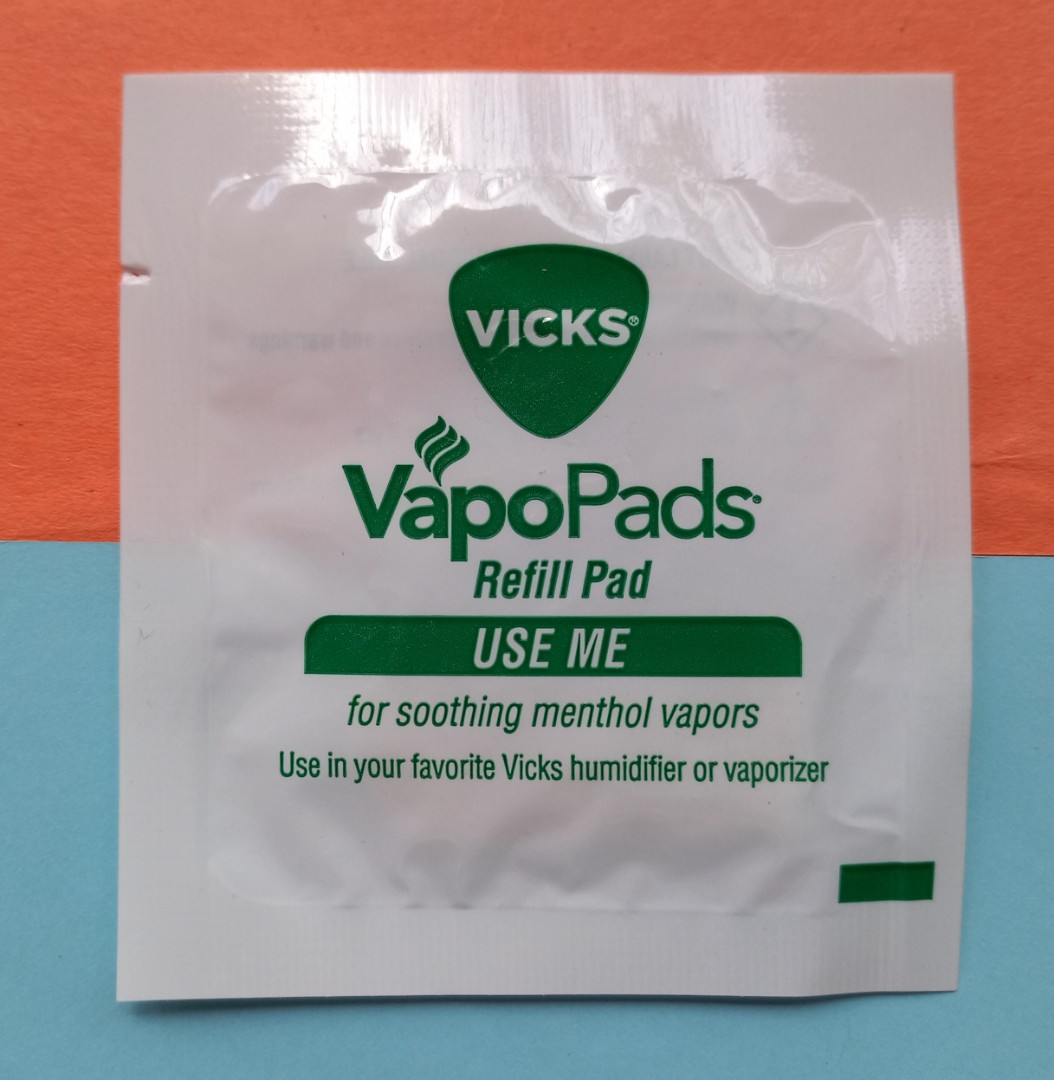 VICKS®
VapoPads®
Refill Pad
USE ME
for soothing menthol vapors
Use in your favorite Vicks humidifier or vaporizer